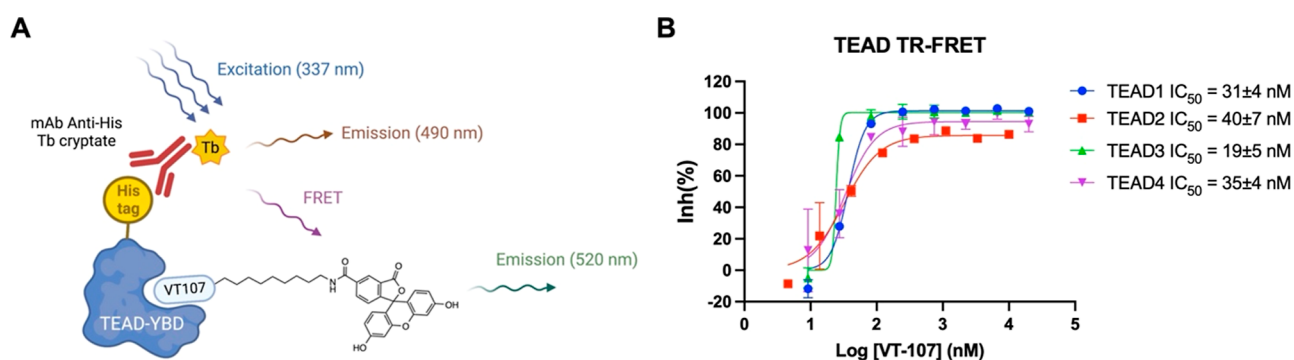 A
Excitation (337 nm)
mAb Anti-His
Tb cryptate
Tb
Emission (490 nm)
His
tag
FRET
Emission (520 nm)
VT107
TEAD-YBD
N
H
O
O
O
OH
O
HO
B
TEAD TR-FRET
Inh(%)
120
100
80
60
40
20
0
-20
0 1 2 3 4 5
Log [VT-107] (nM)
TEAD1 IC50 = 31±4 nM
TEAD2 IC50 = 40±7 nM
TEAD3 IC50 = 19±5 nM
TEAD4 IC50 = 35±4 nM